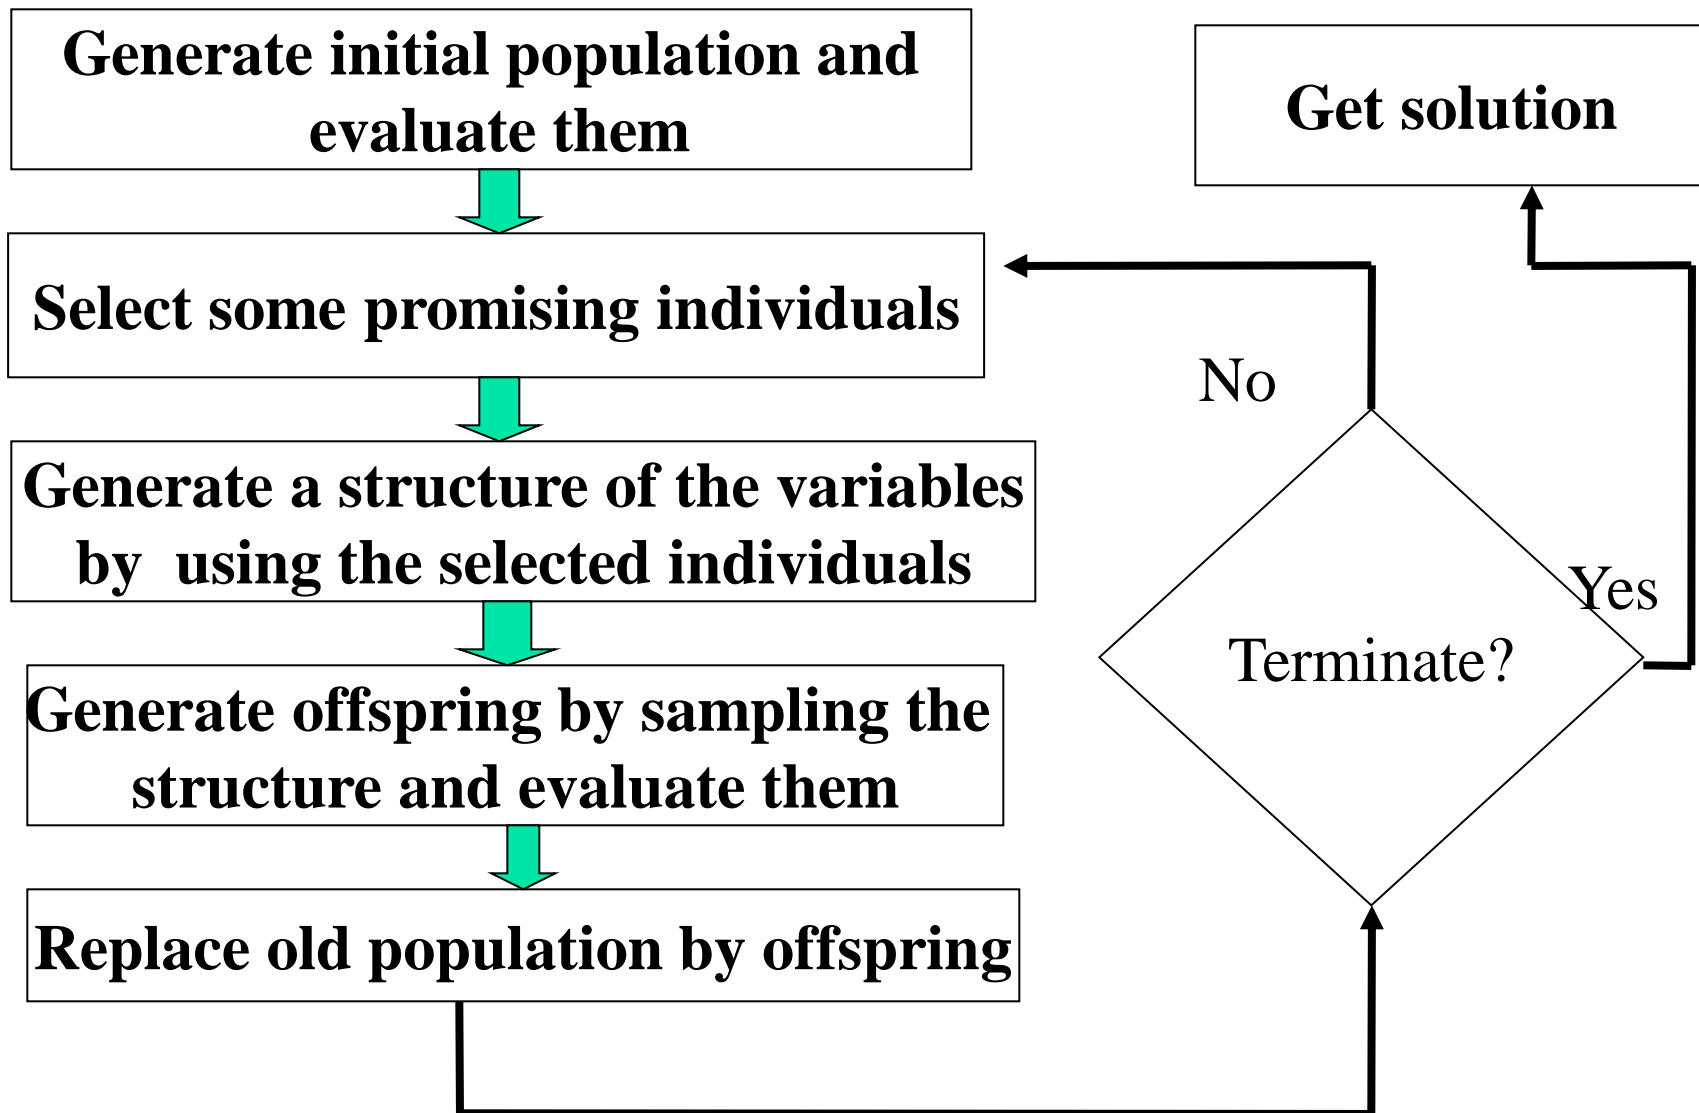 Generate initial population and
evaluate them
Select some promising individuals
Generate a structure of the variables
by  using the selected individuals
Generate offspring by sampling the
structure and evaluate them
Replace old population by offspring
Get solution
No
Yes
Terminate?